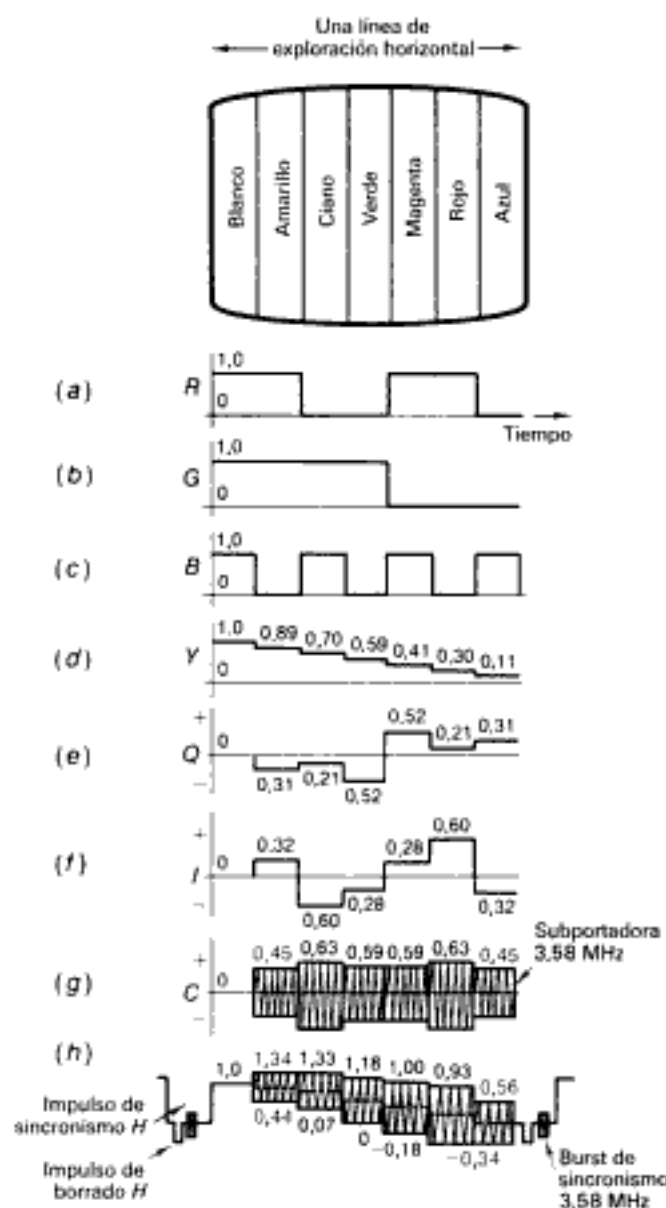 Una línea de
exploración horizontal
Blanco
Amarillo
Ciano
Verde
Magenta
Rojo
Azul
(a) R 1,0 0
Tiempo
(b) G 1,0 0
(c) B 1,0 0
(d) Y 1,0 0,89 0,70 0,59 0,41 0,30 0,11
0
(e) Q + 0 − 0,52 0,21 0,31
0,31 0,21 0,52
(f) I + 0 − 0.32 0,28 0,60
0,60 0,28 0,32
Subportadora
3,58 MHz
(g) C + 0 − 0,45 0,63 0,59 0,59 0,63 0,45
(h)
1,0 1,34 1,33 1,18 1,00 0,93 0,56
0,44 0,07 0 −0,18 −0,34
Impulso de
sincronismo H
Impulso de
borrado H
Burst de
sincronismo
3,58 MHz